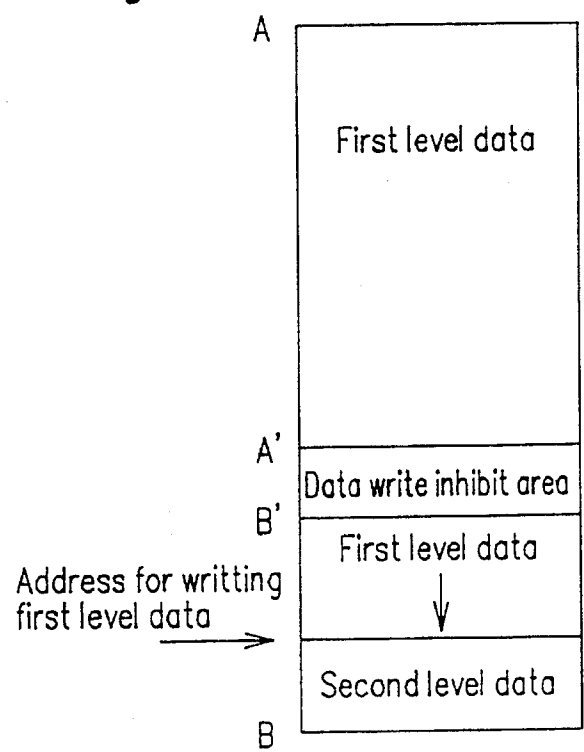 A
First level data
A'
Data write inhibit area
B'
First level data
Address for writting
first level data
Second level data
B